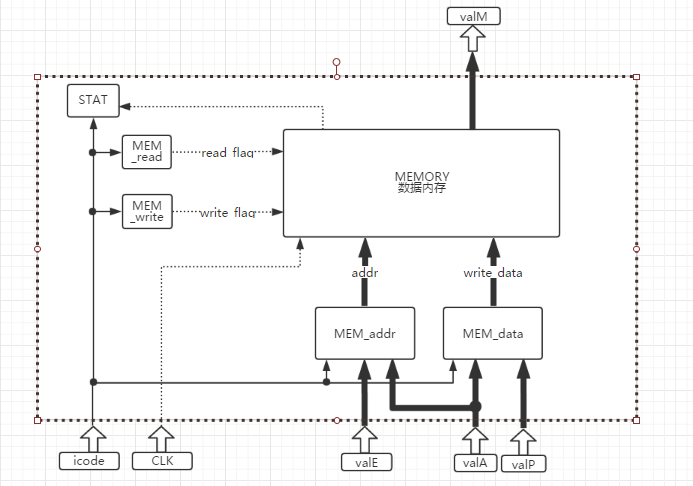 valM
STAT
MEM
_read
read flag
MEMORY
数据内存
MEM
_write
write flag
addr
write_data
MEM_addr
MEM_data
icode
CLK
valE
valA
valP